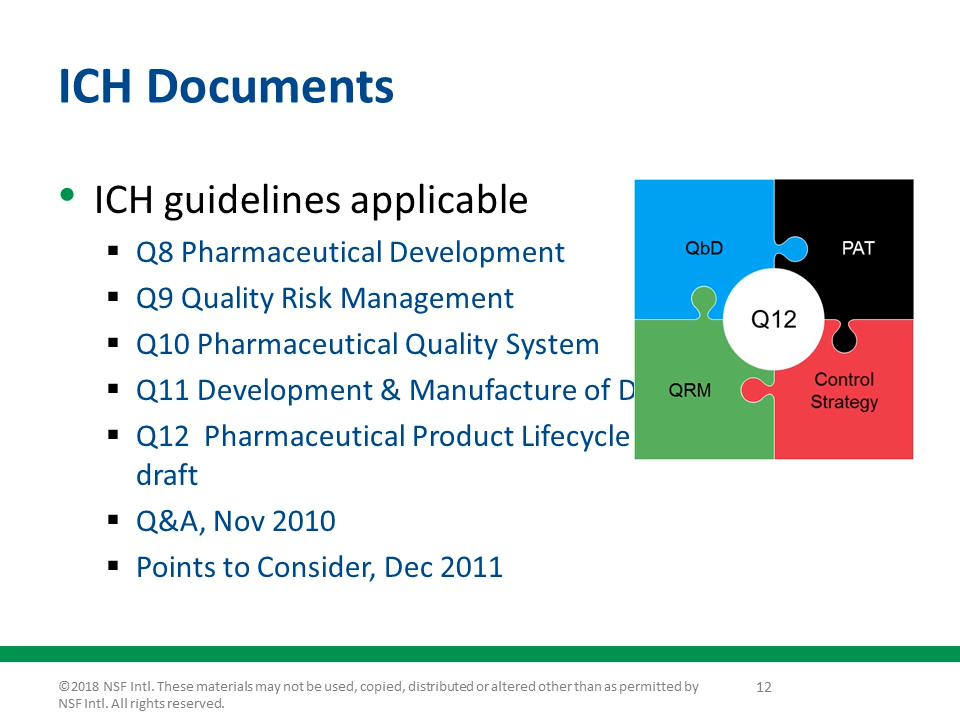 ICH Documents
• ICH guidelines applicable
▪ Q8 Pharmaceutical Development
▪ Q9 Quality Risk Management
▪ Q10 Pharmaceutical Quality System
▪ Q11 Development & Manufacture of D
▪ Q12  Pharmaceutical Product Lifecycle
draft
▪ Q&A, Nov 2010
▪ Points to Consider, Dec 2011
QbD
PAT
Q12
QRM
Control
Strategy
©2018 NSF Intl. These materials may not be used, copied, distributed or altered other than as permitted by
NSF Intl. All rights reserved.
12